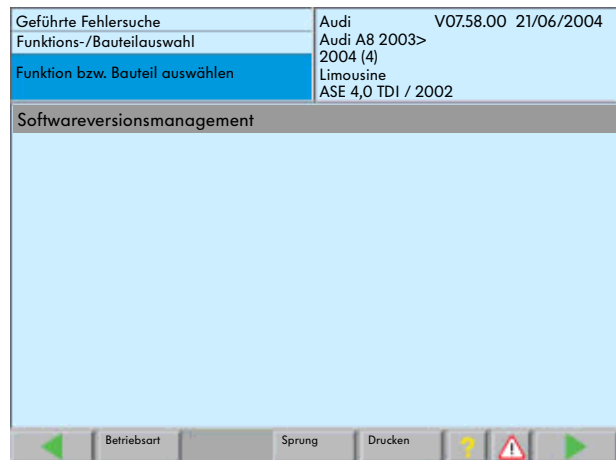 Geführte Fehlersuche
Funktions-/Bauteilauswahl
Funktion bzw. Bauteil auswählen
Audi V07.58.00 21/06/2004
Audi A8 2003>
2004 (4)
Limousine
ASE 4,0 TDI / 2002
Softwareversionsmanagement
Betriebsart Sprung Drucken ?